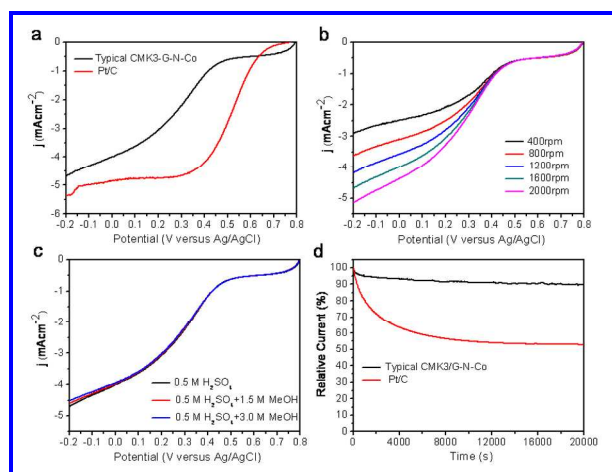 a
Typical CMK3-G-N-Co
Pt/C
j (mAcm-2)
0
-1
-2
-3
-4
-5
-6
-0.2 -0.1 0.0 0.1 0.2 0.3 0.4 0.5 0.6 0.7 0.8
Potential (V versus Ag/AgCl)
b
400rpm
800rpm
1200rpm
1600rpm
2000rpm
j (mAcm-2)
0
-1
-2
-3
-4
-5
-0.2 -0.1 0.0 0.1 0.2 0.3 0.4 0.5 0.6 0.7 0.8
Potential (V versus Ag/AgCl)
c
0.5 M H2SO4
0.5 M H2SO4+1.5 M MeOH
0.5 M H2SO4+3.0 M MeOH
j (mAcm-2)
0
-1
-2
-3
-4
-5
-0.2 -0.1 0.0 0.1 0.2 0.3 0.4 0.5 0.6 0.7 0.8
Potential (V versus Ag/AgCl)
d
Typical CMK3/G-N-Co
Pt/C
Relative Current (%)
100
90
80
70
60
50
40
30
20
10
0
0 4000 8000 12000 16000 20000
Time (s)